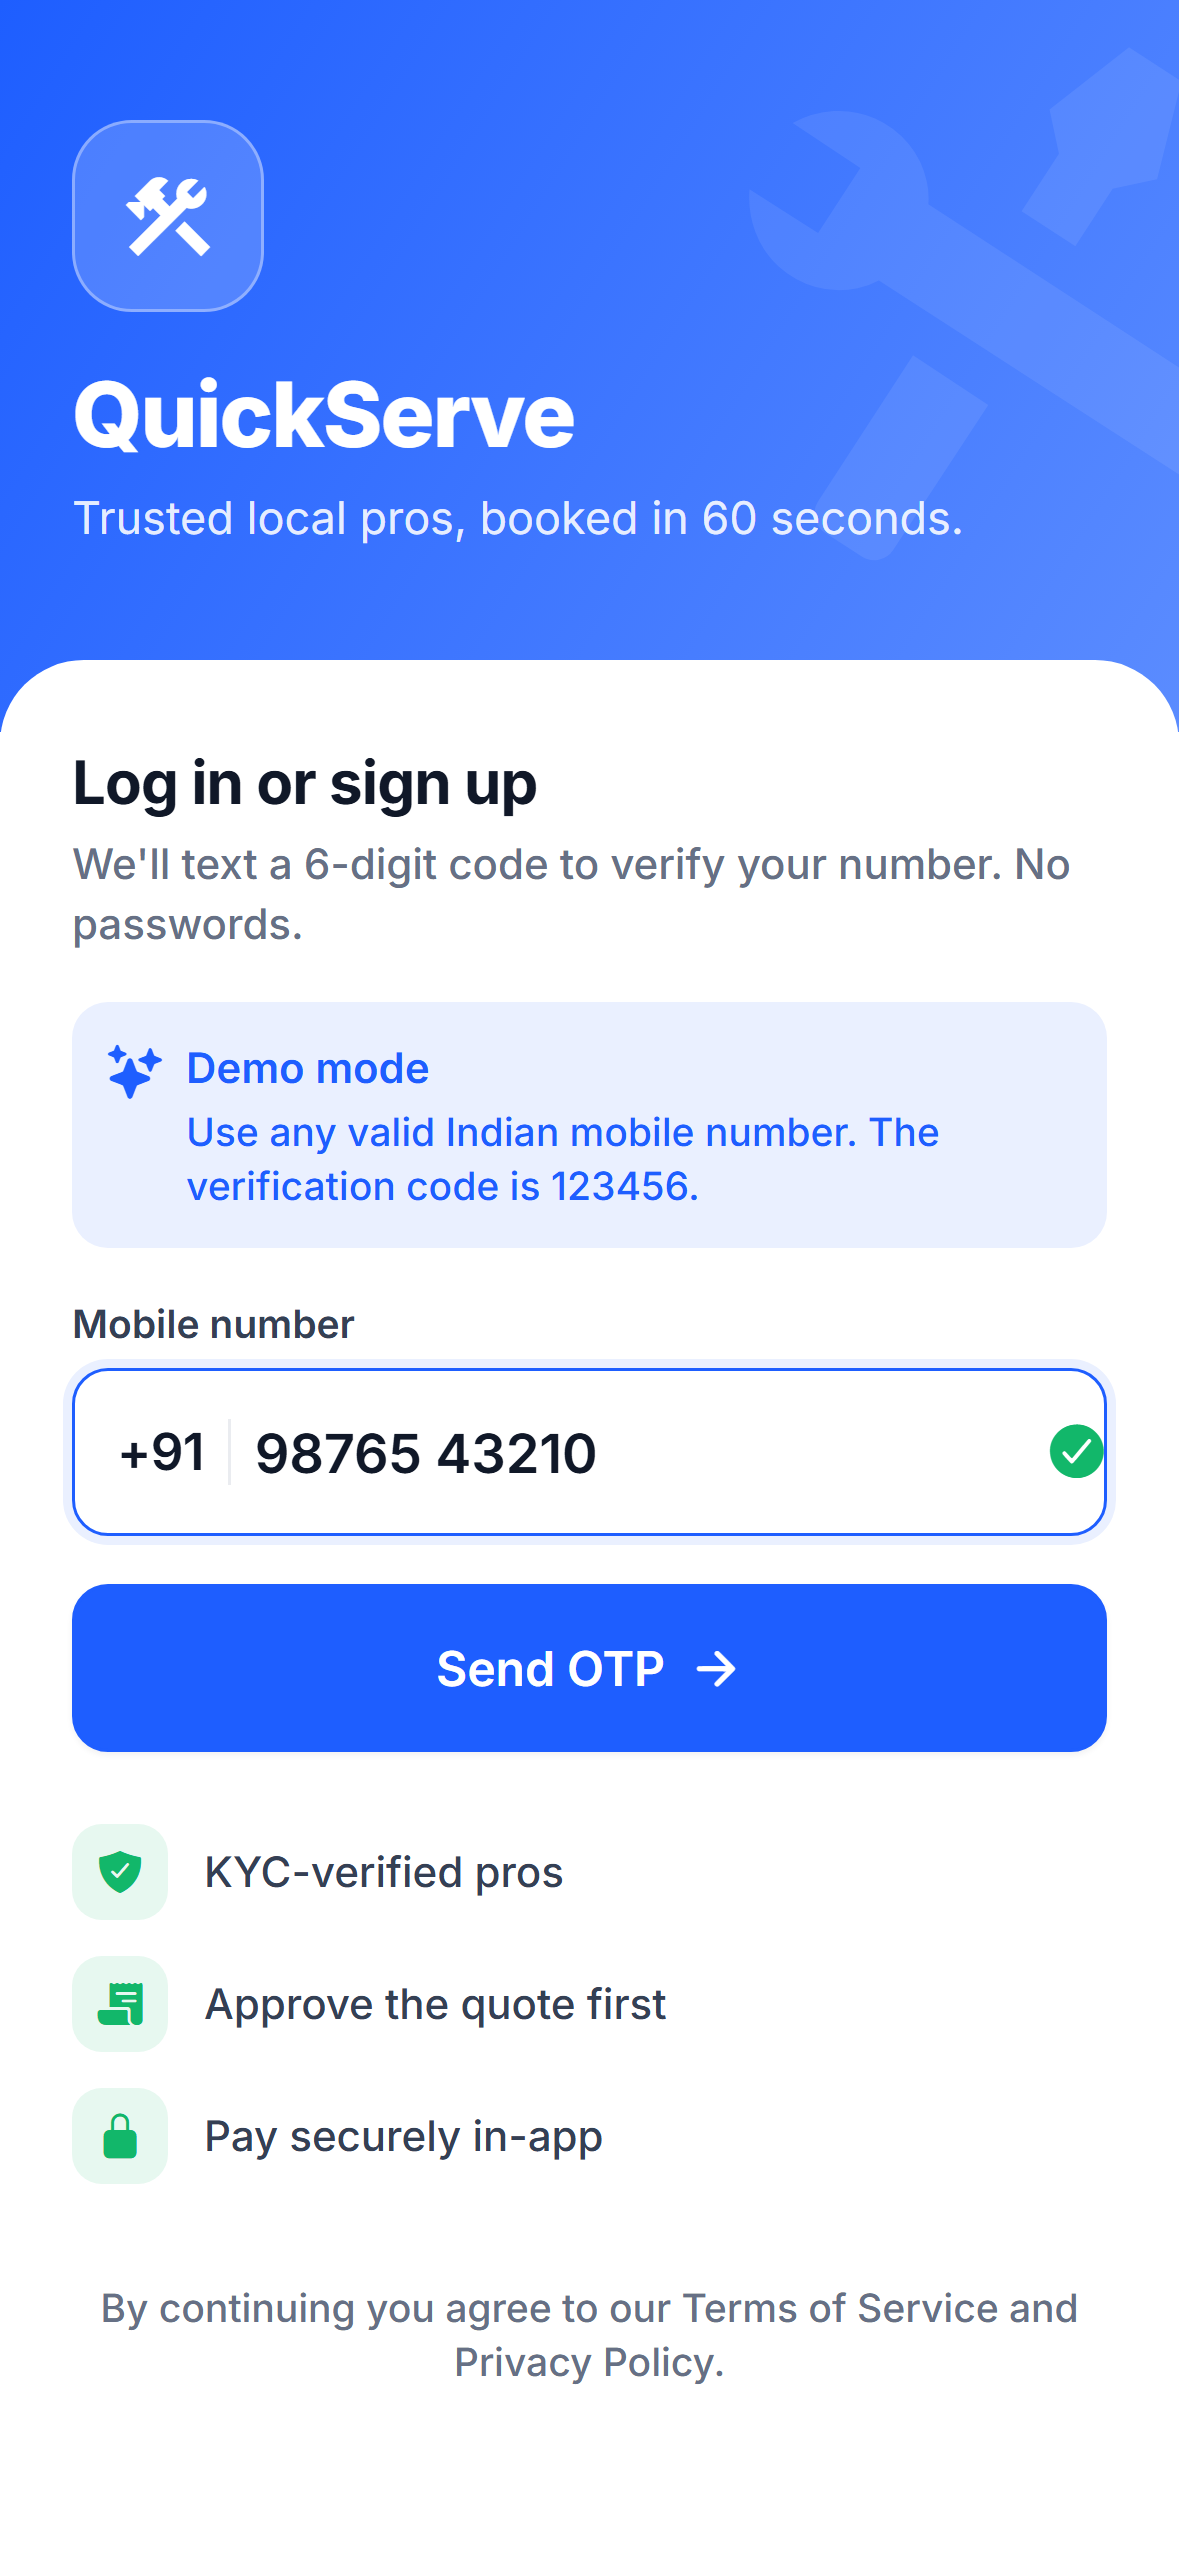 QuickServe
Trusted local pros, booked in 60 seconds.
Log in or sign up
We'll text a 6-digit code to verify your number. No
passwords.
Demo mode
Use any valid Indian mobile number. The
verification code is 123456.
Mobile number
+91 98765 43210
Send OTP →
KYC-verified pros
Approve the quote first
Pay securely in-app
By continuing you agree to our Terms of Service and
Privacy Policy.